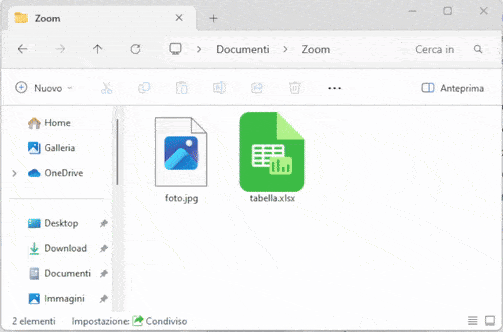 Zoom
Documenti
Zoom
Cerca in
Nuovo
Anteprima
Home
Galleria
OneDrive
Desktop
Download
Documenti
Immagini
foto.jpg
tabella.xlsx
2 elementi
Impostazione:
Condiviso